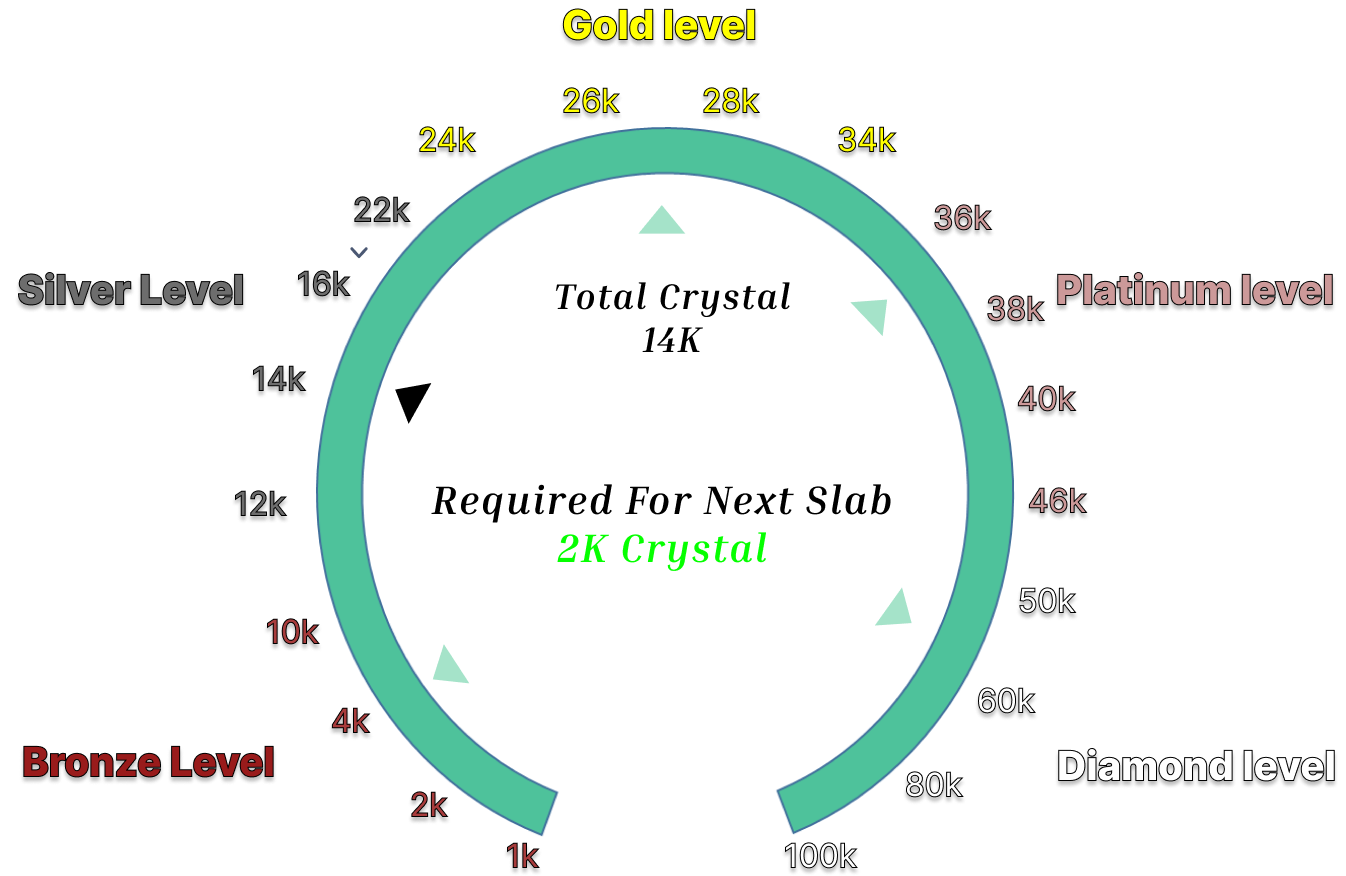 Gold level
26k
28k
24k
34k
22k
36k
16k
Silver Level
Platinum level
38k
Total Crystal
14K
14k
40k
12k
46k
Required For Next Slab
2K Crystal
10k
50k
4k
60k
Bronze Level
Diamond level
2k
80k
1k
100k